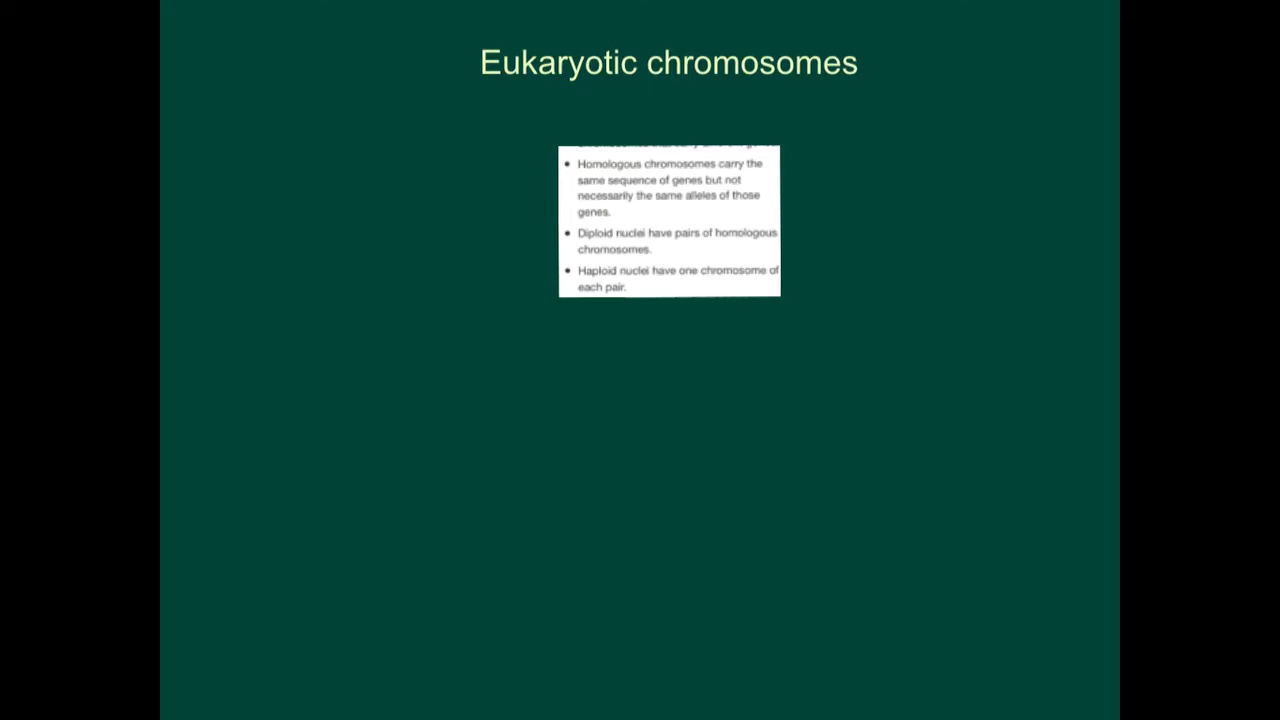 Eukaryotic chromosomes
• Homologous chromosomes carry the
same sequence of genes but not
necessarily the same alleles of those
genes.
• Diploid nuclei have pairs of homologous
chromosomes.
• Haploid nuclei have one chromosome of
each pair.